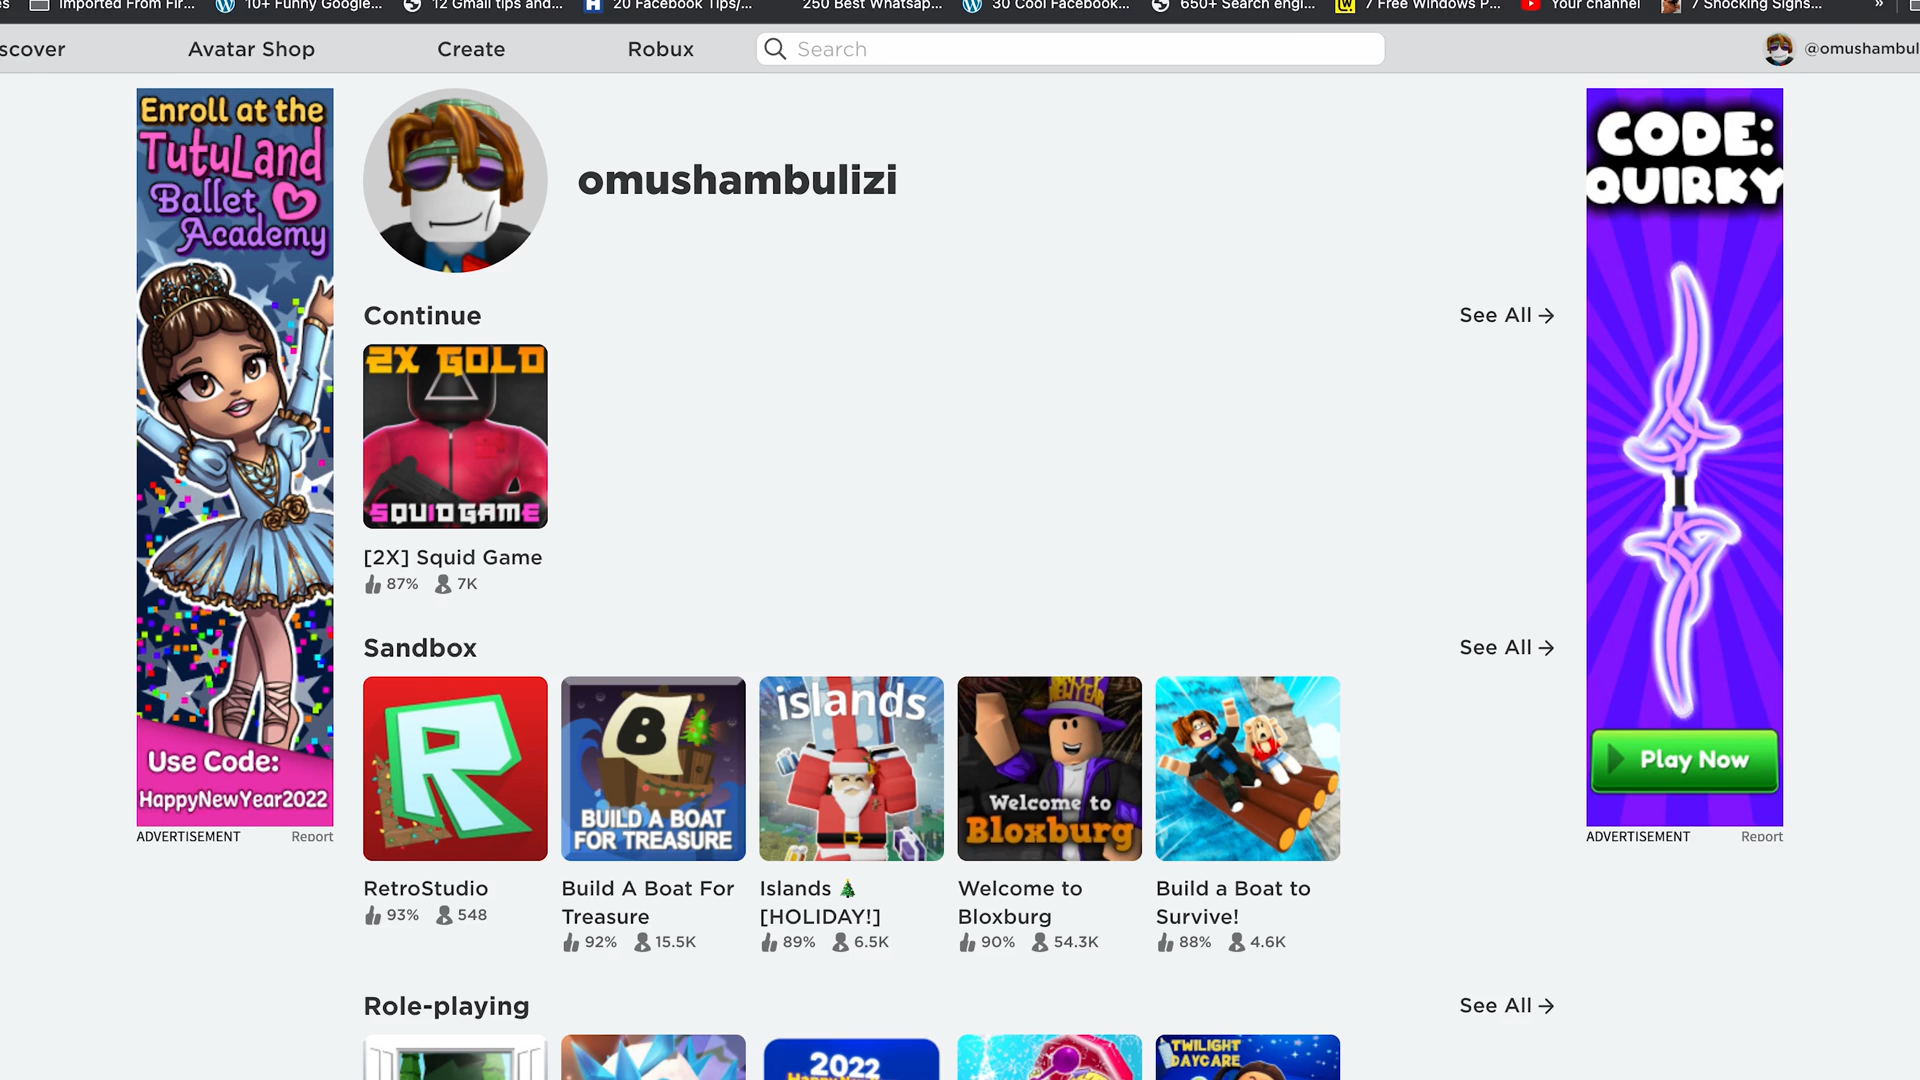 Imported From Fir...
10+ Funny Google...
12 Gmail tips and...
20 Facebook Tips/...
250 Best Whatsap...
30 Cool Facebook...
650+ Search engi...
7 Free Windows P...
Your channel
7 Shocking Signs...
»
scover
Avatar Shop
Create
Robux
Search
@omushambul
Enroll at the
TutuLand
Ballet
Academy
Use Code:
HappyNewYear2022
ADVERTISEMENT
Report
omushambulizi
Continue
See All →
2X GOLD
SQUID GAME
[2X] Squid Game
87% 7K
Sandbox
See All →
R
B
BUILD A BOAT
FOR TREASURE
islands
NEW YEAR
Welcome to
Bloxburg
RetroStudio
93% 548
Build A Boat For
Treasure
92% 15.5K
Islands 🎄
[HOLIDAY!]
89% 6.5K
Welcome to
Bloxburg
90% 54.3K
Build a Boat to
Survive!
88% 4.6K
Role-playing
See All →
2022
TWILIGHT
DAYCARE
CODE:
QUIRKY
Play Now
ADVERTISEMENT
Report